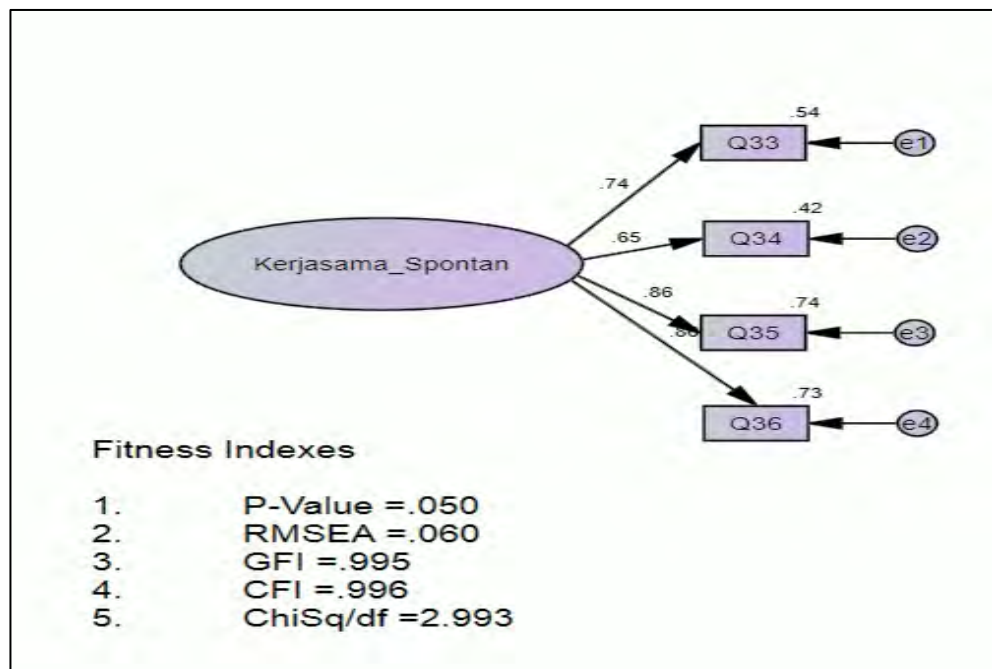 .54
Q33
e1
.74
.42
.65
Q34
e2
Kerjasama_Spontan
.86
.74
Q35
e3
.86
.73
Q36
e4
Fitness Indexes
1. P-Value =.050
2. RMSEA =.060
3. GFI =.995
4. CFI =.996
5. ChiSq/df =2.993